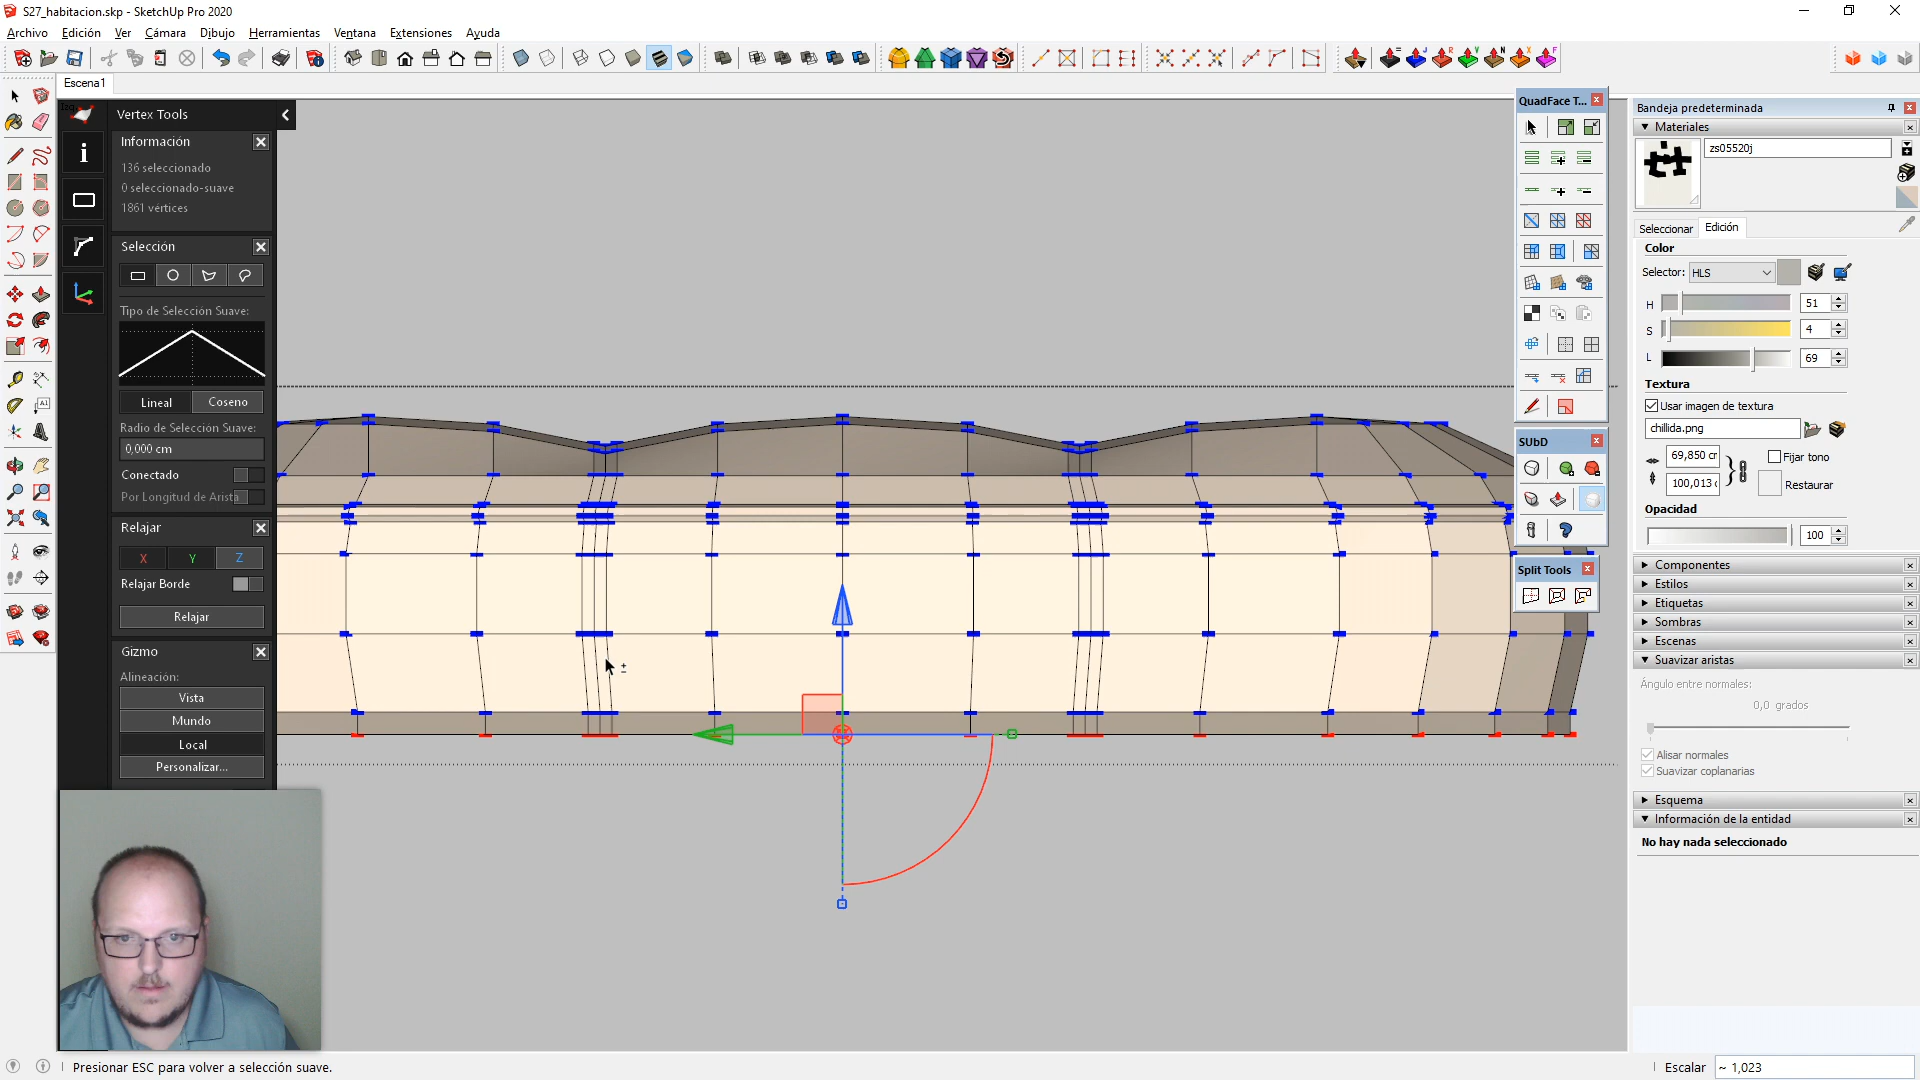 S27_habitacion.skp - SketchUp Pro 2020
Archivo Edición Ver Cámara Dibujo Herramientas Ventana Extensiones Ayuda
Escena1
Vertex Tools
Información
136 seleccionado
0 seleccionado-suave
1861 vértices
Selección
Tipo de Selección Suave:
Lineal Coseno
Radio de Selección Suave:
0,000 cm
Conectado
Por Longitud de Arista
Relajar
X Y Z
Relajar Borde
Relajar
Gizmo
Alineación:
Vista
Mundo
Local
Personalizar...
QuadFace T...
SUbD
Split Tools
Bandeja predeterminada
Materiales
zs05520j
Seleccionar Edición
Color
Selector: HLS
H 51
S 4
L 69
Textura
Usar imagen de textura
chillida.png
69,850 cr
Fijar tono
100,013
Restaurar
Opacidad
100
Componentes
Estilos
Etiquetas
Sombras
Escenas
Suavizar aristas
Ángulo entre normales:
0,0 grados
Alisar normales
Suavizar coplanarias
Esquema
Información de la entidad
No hay nada seleccionado
Presionar ESC para volver a selección suave.
Escalar ~ 1,023